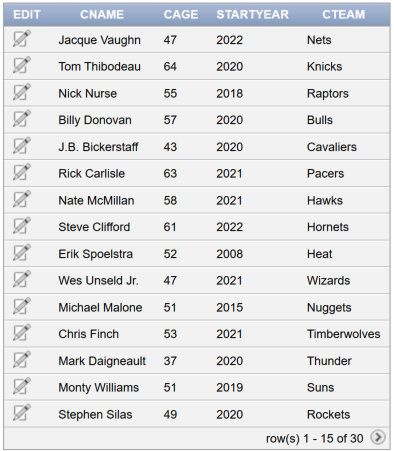 EDIT CNAME CAGE STARTYEAR CTEAM
Jacque Vaughn 47 2022 Nets
Tom Thibodeau 64 2020 Knicks
Nick Nurse 55 2018 Raptors
Billy Donovan 57 2020 Bulls
J.B. Bickerstaff 43 2020 Cavaliers
Rick Carlisle 63 2021 Pacers
Nate McMillan 58 2021 Hawks
Steve Clifford 61 2022 Hornets
Erik Spoelstra 52 2008 Heat
Wes Unseld Jr. 47 2021 Wizards
Michael Malone 51 2015 Nuggets
Chris Finch 53 2021 Timberwolves
Mark Daigneault 37 2020 Thunder
Monty Williams 51 2019 Suns
Stephen Silas 49 2020 Rockets
row(s) 1 - 15 of 30